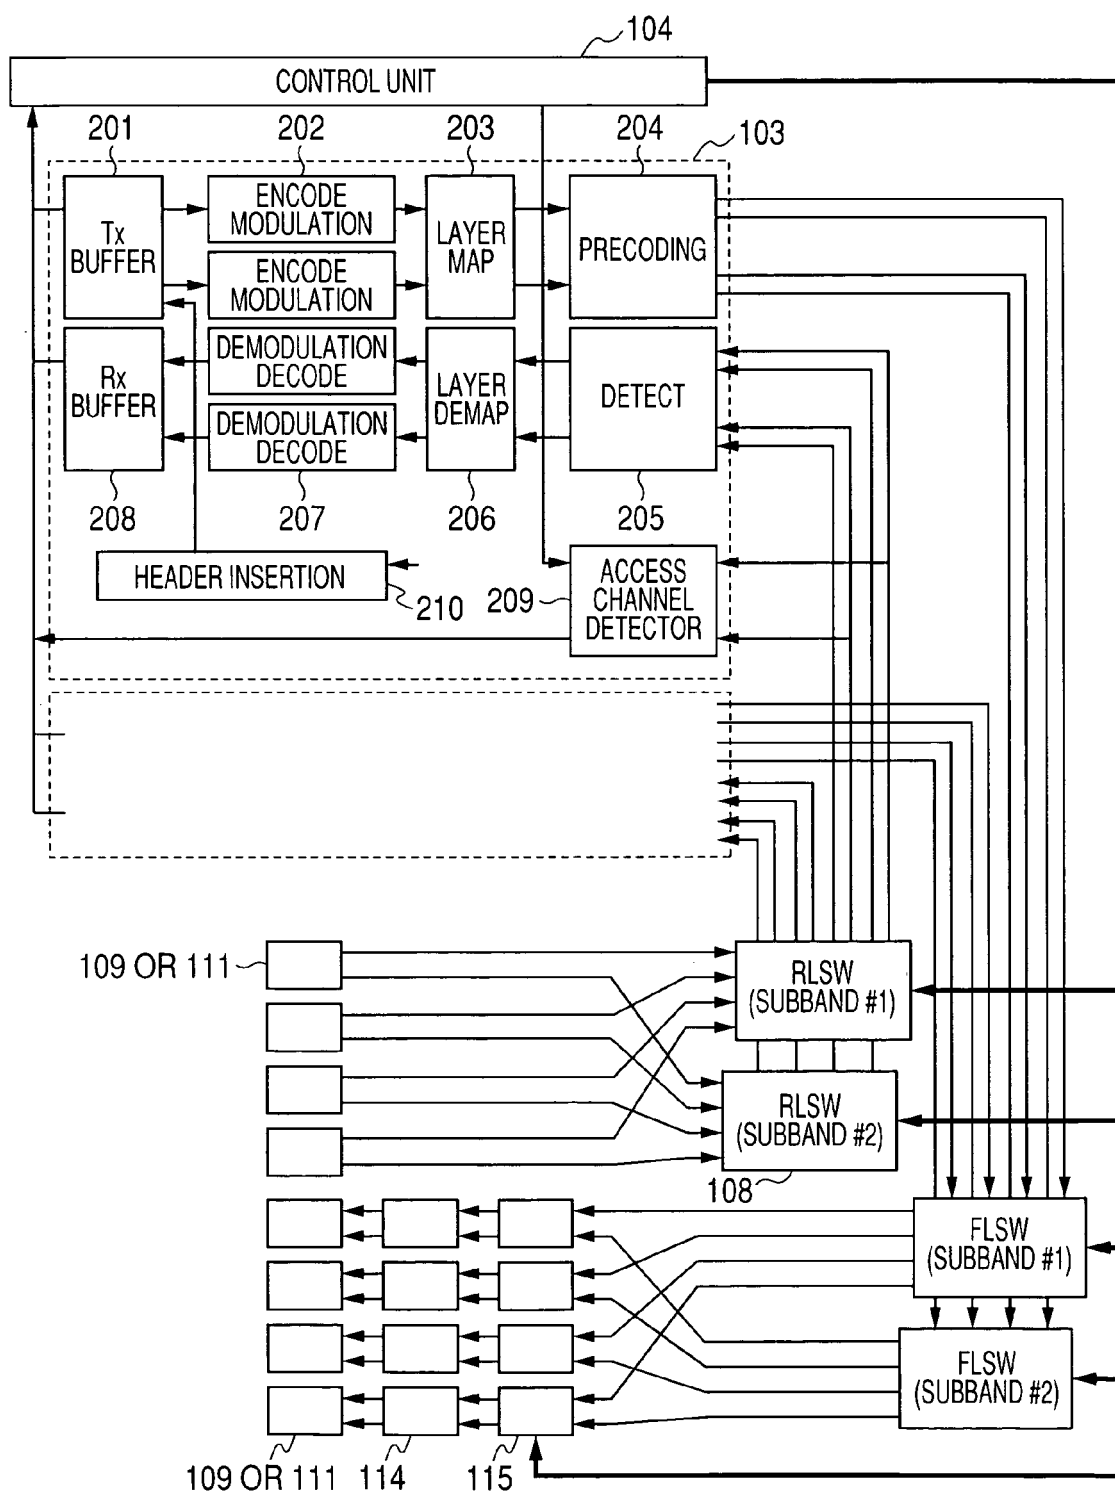 104
CONTROL UNIT
201
202
203
204
103
Tx
BUFFER
ENCODE
MODULATION
LAYER
MAP
PRECODING
ENCODE
MODULATION
Rx
BUFFER
DEMODULATION
DECODE
LAYER
DEMAP
DETECT
DEMODULATION
DECODE
208
207
206
205
HEADER INSERTION
210
209
ACCESS
CHANNEL
DETECTOR
109 OR 111
RLSW
(SUBBAND #1)
RLSW
(SUBBAND #2)
108
FLSW
(SUBBAND #1)
FLSW
(SUBBAND #2)
109 OR 111
114
115